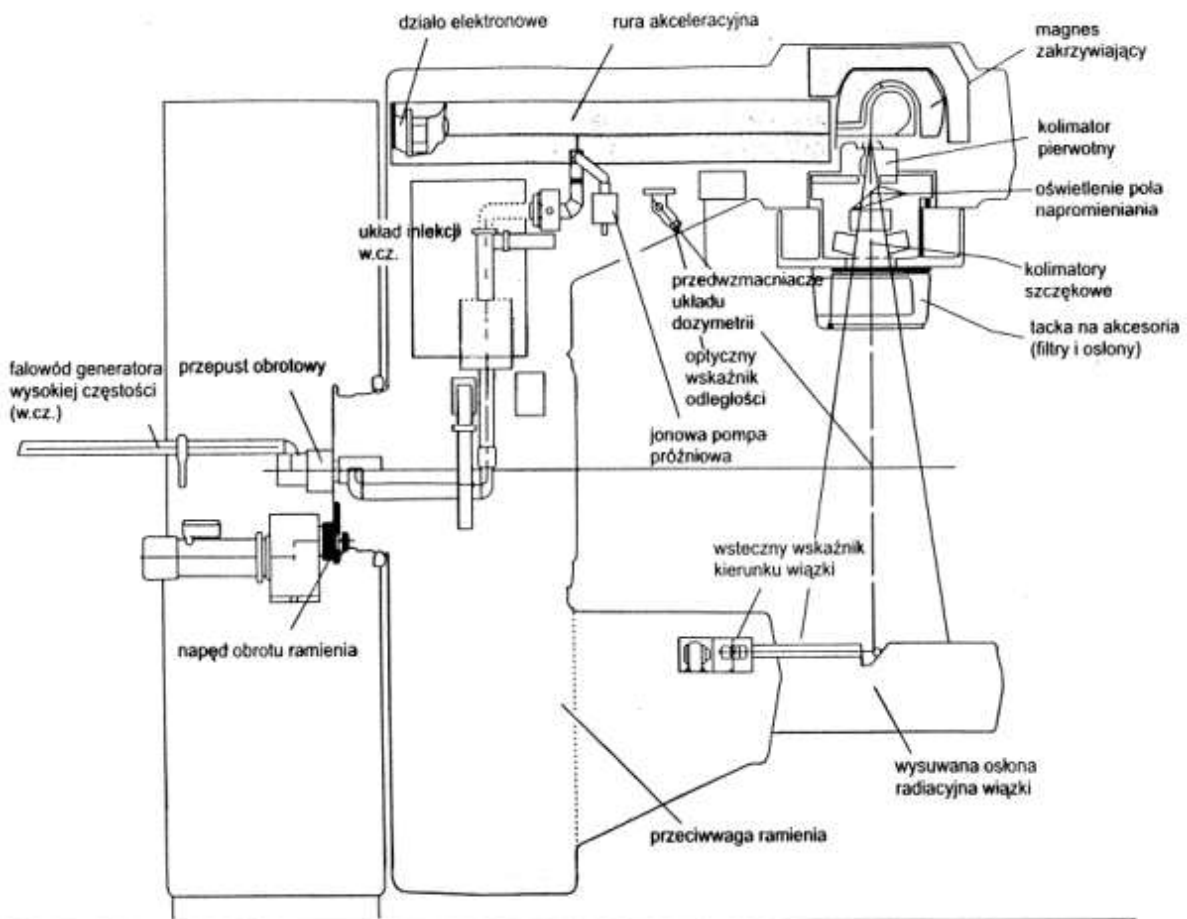 działo elektronowe
rura akceleracyjna
magnes
zakrzywiający
kolimator
pierwotny
oświetlenie pola
napromieniania
kolimatory
szczękowe
tacka na akcesoria
(filtry i osłony)
układ iniekcji
w.cz.
przedwzmacniacze
układu
dozymetrii
optyczny
wskaźnik
odległości
jonowa pompa
próżniowa
falowód generatora
wysokiej częstości
(w.cz.)
przepust obrotowy
napęd obrotu ramienia
wsteczny wskaźnik
kierunku wiązki
wysuwana osłona
radiacyjna wiązki
przeciwwaga ramienia